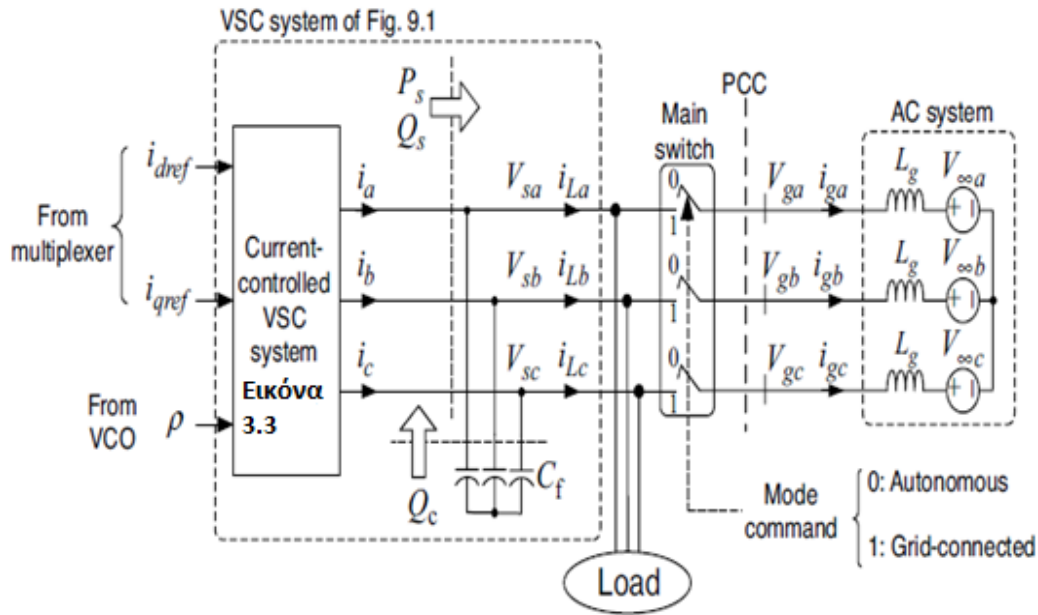 VSC system of Fig. 9.1
P_s
Q_s
PCC
Main
switch
AC system
i_dref
From
multiplexer
i_qref
From
VCO
ρ
Current-
controlled
VSC
system
Εικόνα
3.3
i_a
V_sa
i_La
0
1
V_ga
i_ga
L_g
V_∞a
+ −
i_b
V_sb
i_Lb
0
1
V_gb
i_gb
L_g
V_∞b
+ −
i_c
V_sc
i_Lc
0
1
V_gc
i_gc
L_g
V_∞c
+ −
Q_c
C_f
Load
Mode
command
0: Autonomous
1: Grid-connected